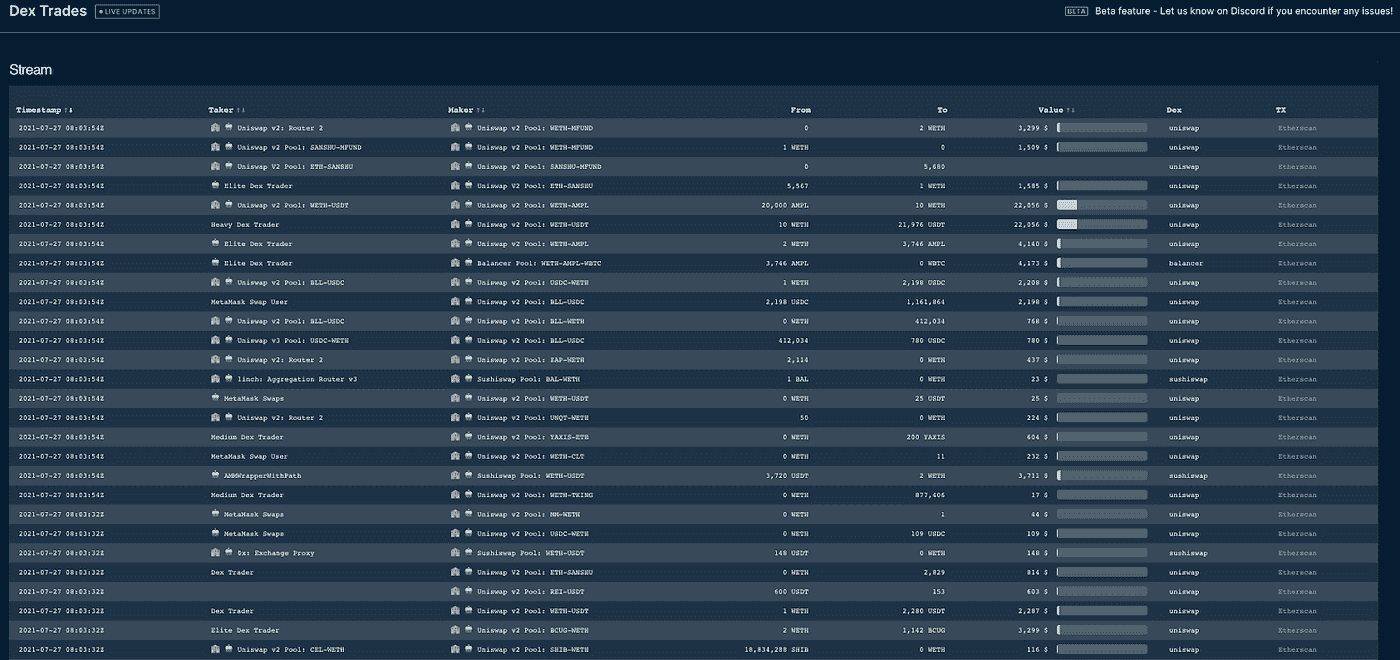 Dex Trades • LIVE UPDATES BETA Beta feature - Let us know on Discord if you encounter any issues!
Stream
Timestamp ↑↓ Taker ↑↓ Maker ↑↓ From To Value ↑↓ Dex TX
2021-07-27 08:03:54Z Uniswap v2: Router 2 Uniswap v2 Pool: WETH-MFUND 0 2 WETH 3,299 $ uniswap Etherscan
2021-07-27 08:03:54Z Uniswap v2 Pool: SANSHU-MFUND Uniswap v2 Pool: WETH-MFUND 1 WETH 0 1,509 $ uniswap Etherscan
2021-07-27 08:03:54Z Uniswap V2 Pool: ETH-SANSHU Uniswap v2 Pool: SANSHU-MFUND 0 5,680 uniswap Etherscan
2021-07-27 08:03:54Z Elite Dex Trader Uniswap V2 Pool: ETH-SANSHU 5,567 1 WETH 1,585 $ uniswap Etherscan
2021-07-27 08:03:54Z Uniswap v2 Pool: WETH-USDT Uniswap v2 Pool: WETH-AMPL 20,000 AMPL 10 WETH 22,056 $ uniswap Etherscan
2021-07-27 08:03:54Z Heavy Dex Trader Uniswap v2 Pool: WETH-USDT 10 WETH 21,976 USDT 22,056 $ uniswap Etherscan
2021-07-27 08:03:54Z Elite Dex Trader Uniswap v2 Pool: WETH-AMPL 2 WETH 3,746 AMPL 4,140 $ uniswap Etherscan
2021-07-27 08:03:54Z Elite Dex Trader Balancer Pool: WETH-AMPL-WBTC 3,746 AMPL 0 WBTC 4,173 $ balancer Etherscan
2021-07-27 08:03:54Z Uniswap v2 Pool: BLL-USDC Uniswap v2 Pool: USDC-WETH 1 WETH 2,198 USDC 2,208 $ uniswap Etherscan
2021-07-27 08:03:54Z MetaMask Swap User Uniswap v2 Pool: BLL-USDC 2,198 USDC 1,161,864 2,198 $ uniswap Etherscan
2021-07-27 08:03:54Z Uniswap v2 Pool: BLL-USDC Uniswap v2 Pool: BLL-WETH 0 WETH 412,034 768 $ uniswap Etherscan
2021-07-27 08:03:54Z Uniswap v3 Pool: USDC-WETH Uniswap v2 Pool: BLL-USDC 412,034 780 USDC 780 $ uniswap Etherscan
2021-07-27 08:03:54Z Uniswap v2: Router 2 Uniswap v2 Pool: ZAP-WETH 2,114 0 WETH 437 $ uniswap Etherscan
2021-07-27 08:03:54Z 1inch: Aggregation Router v3 Sushiswap Pool: BAL-WETH 1 BAL 0 WETH 23 $ sushiswap Etherscan
2021-07-27 08:03:54Z MetaMask Swaps Uniswap v2 Pool: WETH-USDT 0 WETH 25 USDT 25 $ uniswap Etherscan
2021-07-27 08:03:54Z Uniswap v2: Router 2 Uniswap v2 Pool: UNQT-WETH 50 0 WETH 224 $ uniswap Etherscan
2021-07-27 08:03:54Z Medium Dex Trader Uniswap v2 Pool: YAXIS-ETH 0 WETH 200 YAXIS 604 $ uniswap Etherscan
2021-07-27 08:03:54Z MetaMask Swap User Uniswap v2 Pool: WETH-CLT 0 WETH 11 232 $ uniswap Etherscan
2021-07-27 08:03:54Z AMMWrapperWithPath Sushiswap Pool: WETH-USDT 3,720 USDT 2 WETH 3,711 $ sushiswap Etherscan
2021-07-27 08:03:54Z Medium Dex Trader Uniswap v2 Pool: WETH-TKING 0 WETH 877,406 17 $ uniswap Etherscan
2021-07-27 08:03:32Z MetaMask Swaps Uniswap v2 Pool: MM-WETH 0 WETH 1 44 $ uniswap Etherscan
2021-07-27 08:03:32Z MetaMask Swaps Uniswap v2 Pool: USDC-WETH 0 WETH 109 USDC 109 $ uniswap Etherscan
2021-07-27 08:03:32Z 0x: Exchange Proxy Sushiswap Pool: WETH-USDT 148 USDT 0 WETH 148 $ sushiswap Etherscan
2021-07-27 08:03:32Z Dex Trader Uniswap V2 Pool: ETH-SANSHU 0 WETH 2,829 814 $ uniswap Etherscan
2021-07-27 08:03:32Z Uniswap v2 Pool: REI-USDT 600 USDT 153 603 $ uniswap Etherscan
2021-07-27 08:03:32Z Dex Trader Uniswap v2 Pool: WETH-USDT 1 WETH 2,280 USDT 2,287 $ uniswap Etherscan
2021-07-27 08:03:32Z Elite Dex Trader Uniswap v2 Pool: BCUG-WETH 2 WETH 1,142 BCUG 3,299 $ uniswap Etherscan
2021-07-27 08:03:32Z Uniswap v2 Pool: CEL-WETH Uniswap v2 Pool: SHIB-WETH 18,834,288 SHIB 0 WETH 116 $ uniswap Etherscan